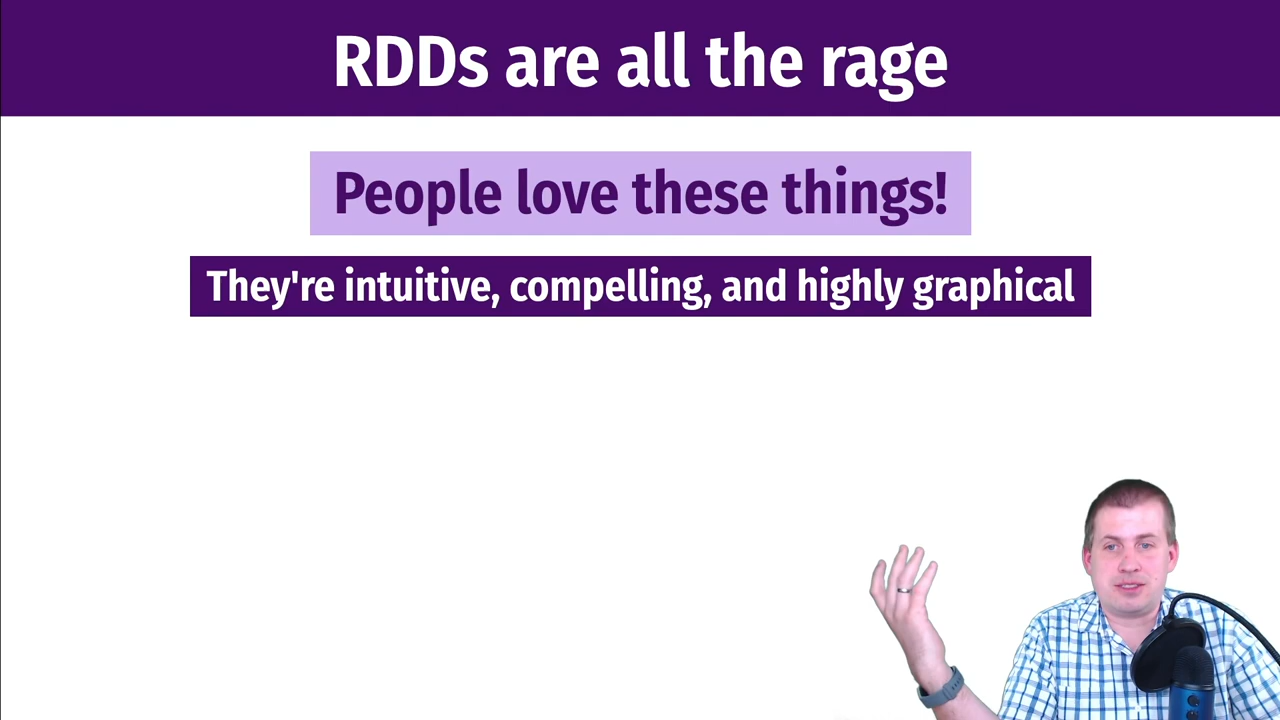 RDDs are all the rage
People love these things!
They're intuitive, compelling, and highly graphical